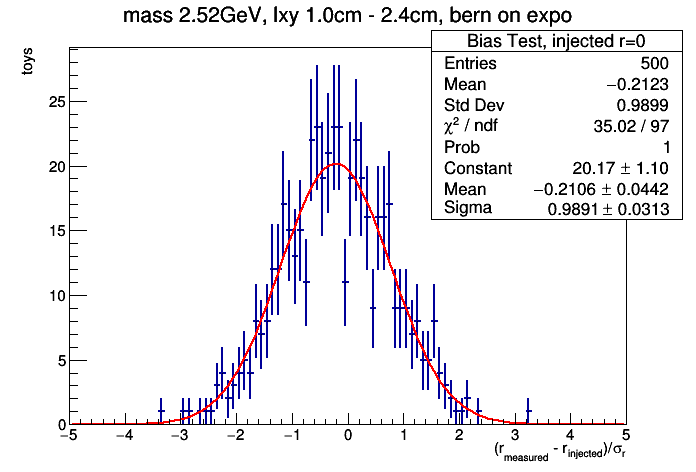 mass 2.52GeV, lxy 1.0cm - 2.4cm, bern on expo
Bias Test, injected r=0
Entries 500
Mean −0.2123
Std Dev 0.9899
χ² / ndf 35.02 / 97
Prob 1
Constant 20.17 ± 1.10
Mean −0.2106 ± 0.0442
Sigma 0.9891 ± 0.0313
toys
25
20
15
10
5
0
−5 −4 −3 −2 −1 0 1 2 3 4 5
(r_measured - r_injected)/σ_r